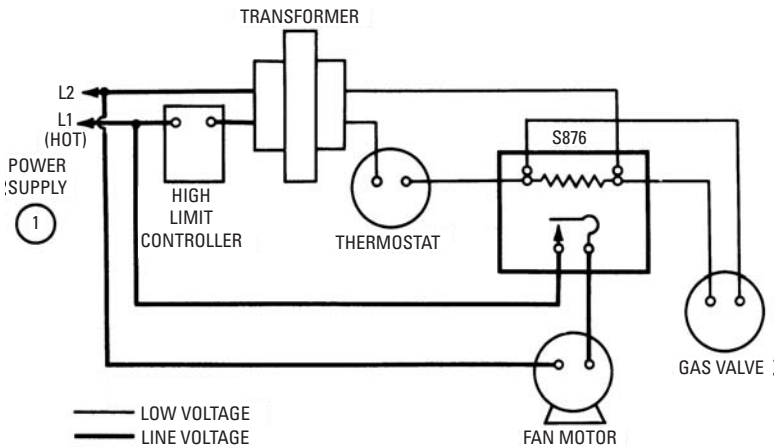 TRANSFORMER
L2
L1
(HOT)
POWER
SUPPLY
1
HIGH
LIMIT
CONTROLLER
THERMOSTAT
S876
GAS VALVE
FAN MOTOR
LOW VOLTAGE
LINE VOLTAGE